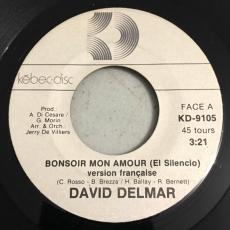 kébec-disc
Prod.
A. Di Cesare /
G. Morin
Arr. & Orch.
Jerry De Villers
FACE A
KD-9105
45 tours
3:21
BONSOIR MON AMOUR (El Silencio)
version française
(C. Rosso - B. Brezza / H. Ballay - R. Bernett)
DAVID DELMAR